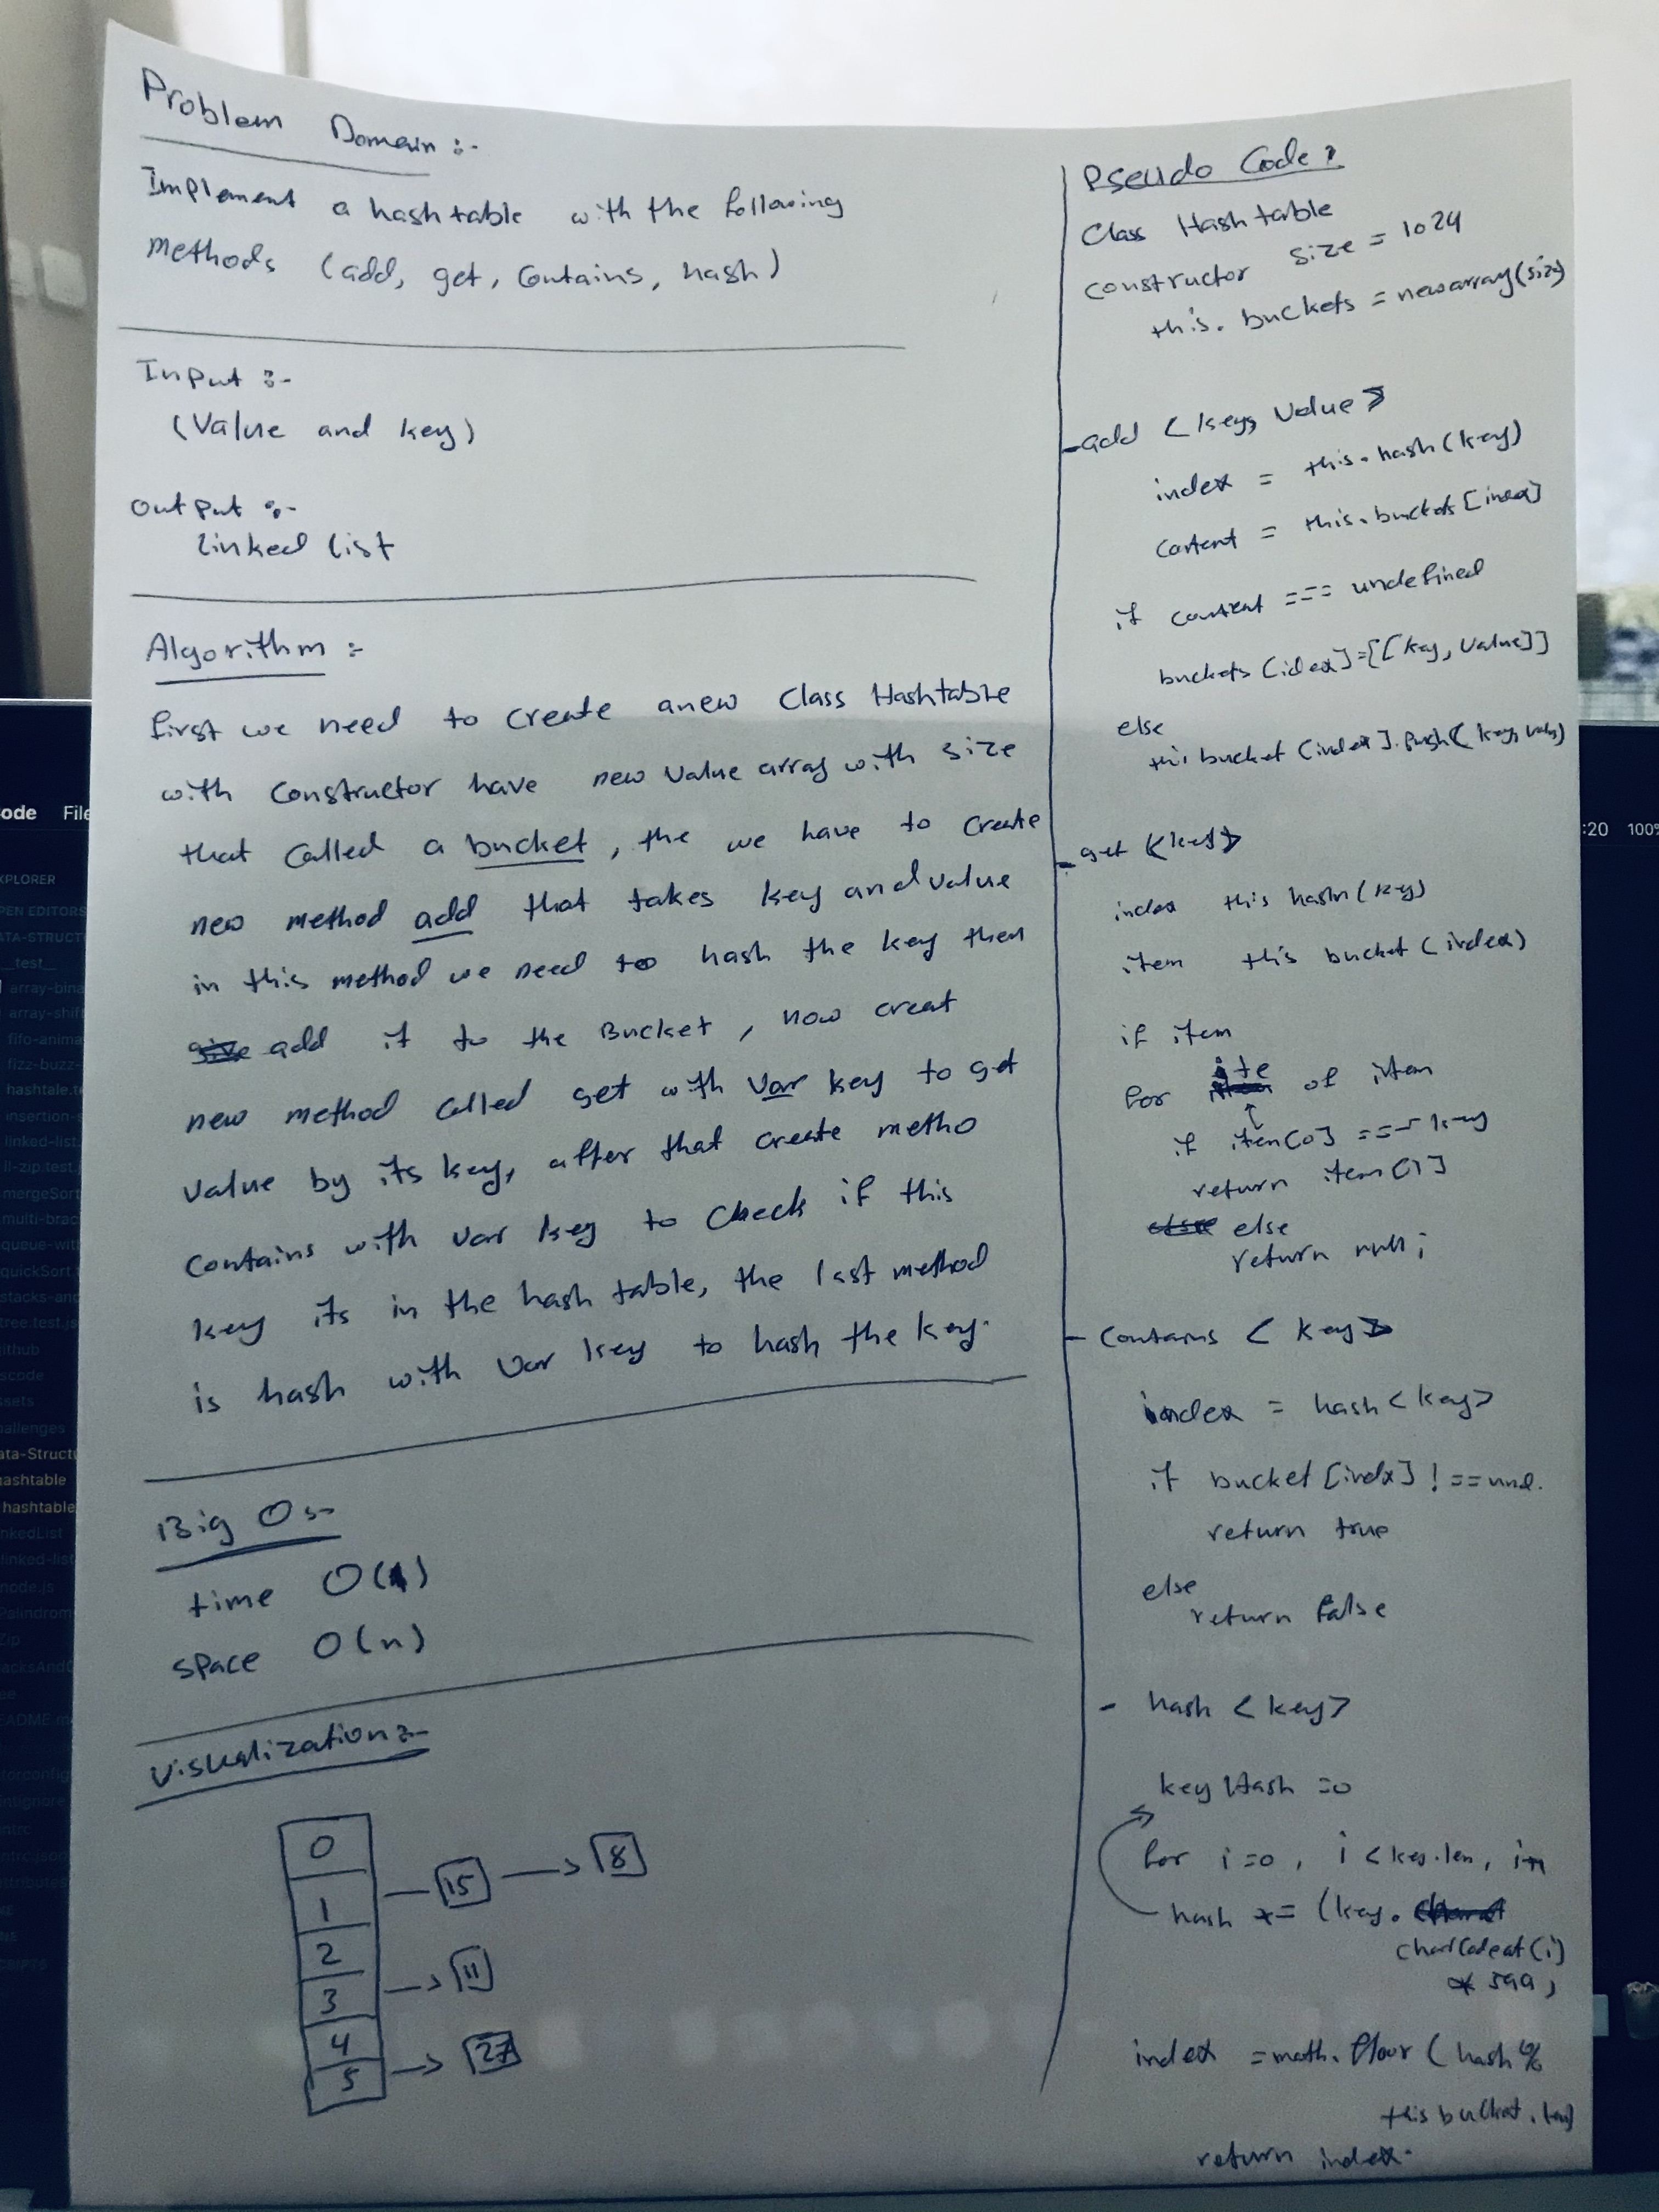 Problem Domain :-
Implement a hashtable with the following
methods (add, get, Contains, hash)
Input :-
(Value and key)
output :-
linked list
Algorithm :-
first we need to create anew Class Hashtable
with Constructor have new value array with size
that Called a bucket, the we have to create
new method add that takes key and value
in this method we need to hash the key then
add it to the Bucket, now creat
new method called get with var key to get
value by its key, after that create metho
Contains with var key to Check if this
key its in the hash table, the last method
is hash with var key to hash the key.
Big O:-
time O(1)
space O(n)
Visualization:-
0
1 15 8
2
3 11
4
5 27
Pseudo Code:
Class Hashtable
constructor size = 1024
this. buckets = new array(size)
- add < key, value >
index = this.hash(key)
content = this.buckets [index]
if content === undefined
buckets [idex]=[[key, value]]
else
this bucket [index].push( key, value)
- get <key>
index this hash(key)
item this bucket (index)
if item
for ite of item
if item[0] === key
return item[1]
else
return null;
- Contains < key >
index = hash<key>
if bucket [indx] !==und.
return true
else
return false
- hash <key>
key Hash =0
for i=0, i <key.len, i++
hash += (key.
charCodeat(i)
* 599,
index =math.floor (hash %
this bucket.len)
return index.
ode File
:20 100%
XPLORER
PEN EDITORS
ATA-STRUCT
__test__
array-bina
array-shif
fifo-anima
fizz-buzz-
hashtale.te
insertion-s
linked-list.
ll-zip.test.j
mergeSort
multi-brac
queue-wit
quickSort.
stacks-and
tree.test.js
ithub
scode
ssets
hallenges
ata-Struct
hashtable
hashtable
nkedList
linked-list
node.js
Palindrom
Zip
acksAndC
ee
EADME.m